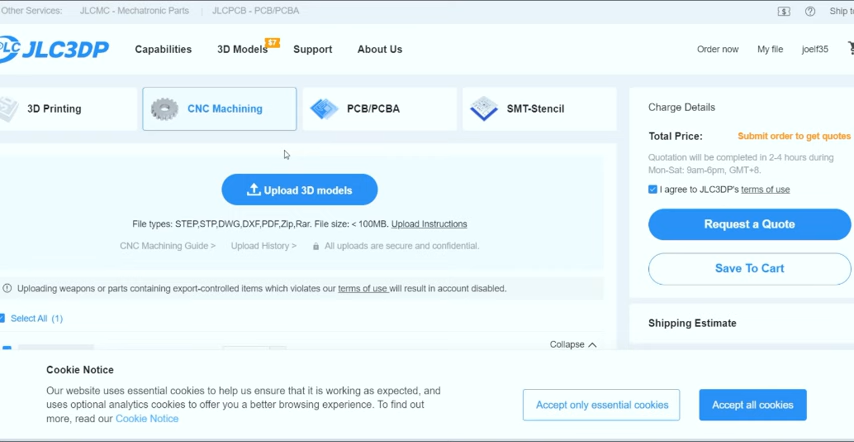 Other Services: JLCMC - Mechatronic Parts | JLCPCB - PCB/PCBA
Ship to
JLC JLC3DP
Capabilities 3D Models $7 Support About Us Order now My file joelf35
3D Printing CNC Machining PCB/PCBA SMT-Stencil
Upload 3D models
File types: STEP,STP,DWG,DXF,PDF,Zip,Rar. File size: < 100MB. Upload Instructions
CNC Machining Guide > Upload History > All uploads are secure and confidential.
Uploading weapons or parts containing export-controlled items which violates our terms of use will result in account disabled.
Select All (1)
Collapse
Charge Details
Total Price: Submit order to get quotes
Quotation will be completed in 2-4 hours during
Mon-Sat: 9am-6pm, GMT+8.
I agree to JLC3DP's terms of use
Request a Quote
Save To Cart
Shipping Estimate
Cookie Notice
Our website uses essential cookies to help us ensure that it is working as expected, and
uses optional analytics cookies to offer you a better browsing experience. To find out
more, read our Cookie Notice
Accept only essential cookies
Accept all cookies